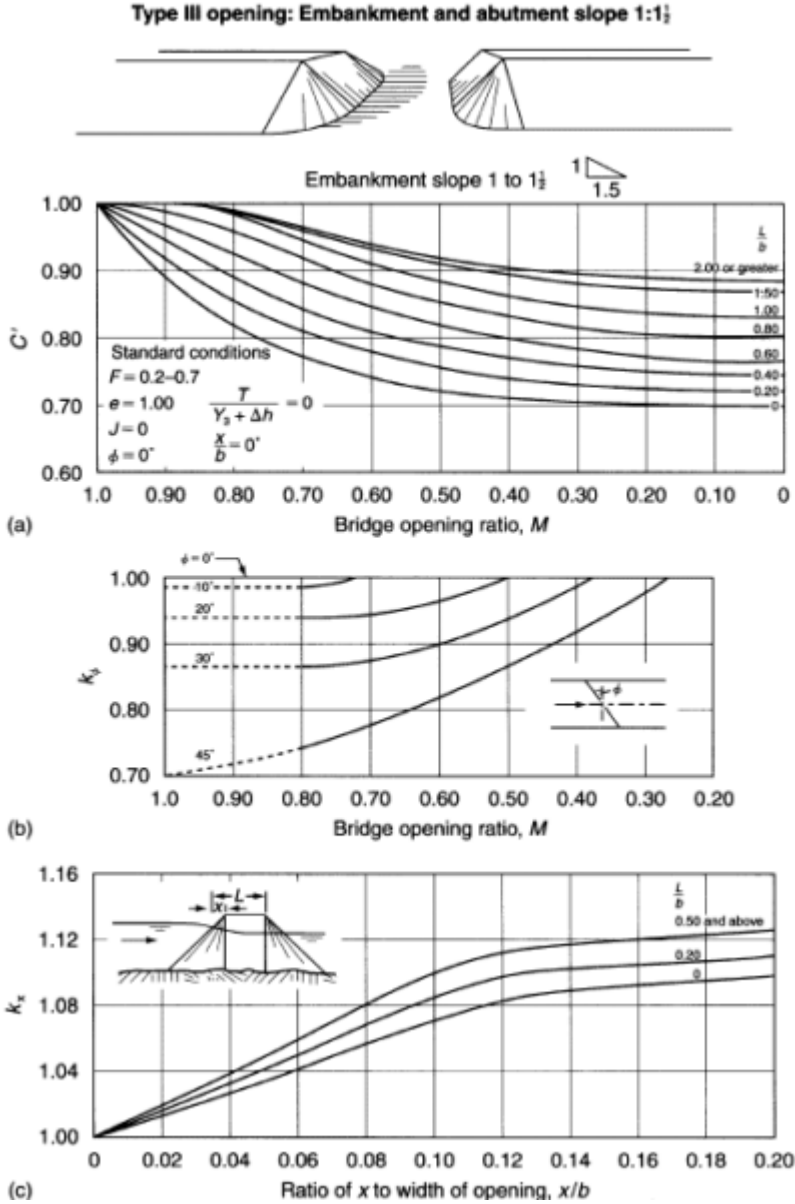 Type III opening: Embankment and abutment slope 1:1½
Embankment slope 1 to 1½
1
1.5
1.00
0.90
0.80
0.70
0.60
C'
L
b
2.00 or greater
1.50
1.00
0.80
0.60
0.40
0.20
0
Standard conditions
F = 0.2–0.7
e = 1.00
J = 0
ϕ = 0°
T
Y₃ + Δh
= 0
x
b
= 0°
1.0 0.90 0.80 0.70 0.60 0.50 0.40 0.30 0.20 0.10 0
(a)
Bridge opening ratio, M
ϕ = 0°
10°
20°
30°
45°
1.00
0.90
0.80
0.70
kϕ
ϕ
1.0 0.90 0.80 0.70 0.60 0.50 0.40 0.30 0.20
(b)
Bridge opening ratio, M
1.16
1.12
1.08
1.04
1.00
kₓ
L
x
L
b
0.50 and above
0.20
0
0 0.02 0.04 0.06 0.08 0.10 0.12 0.14 0.16 0.18 0.20
(c)
Ratio of x to width of opening, x/b